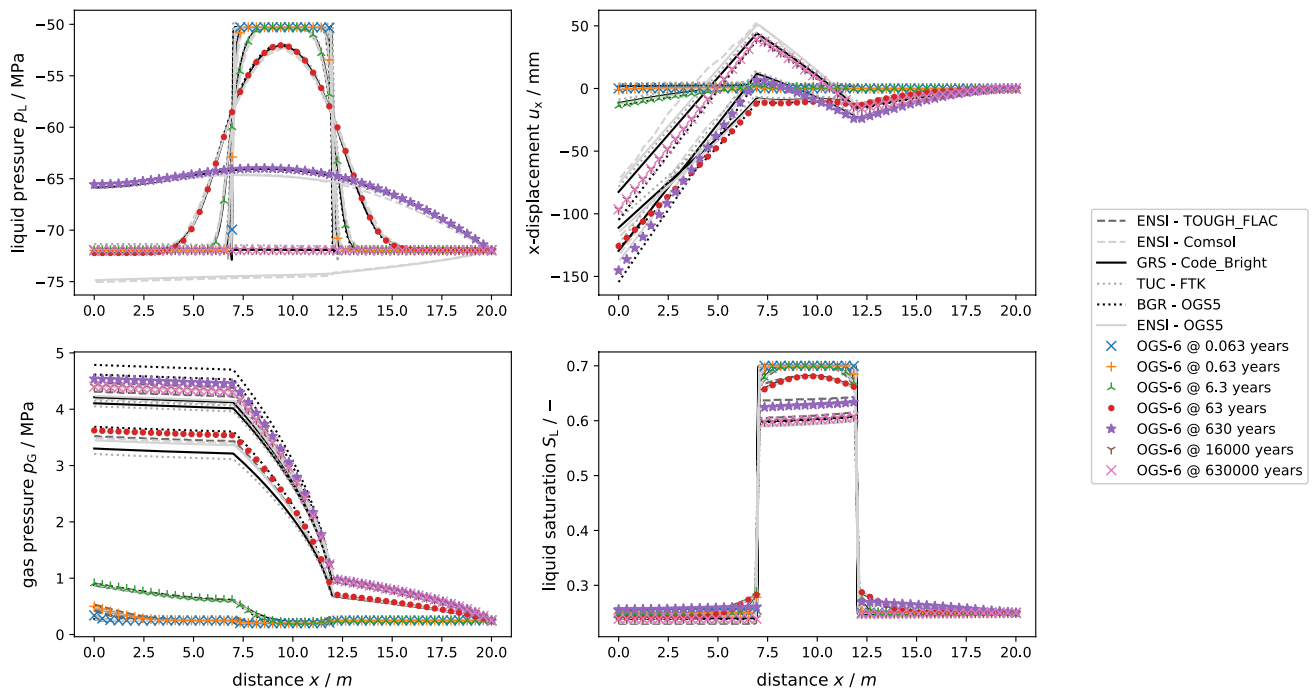 −50
−55
−60
−65
−70
−75
liquid pressure pL / MPa
0.0 2.5 5.0 7.5 10.0 12.5 15.0 17.5 20.0
50
0
−50
−100
−150
x-displacement ux / mm
0.0 2.5 5.0 7.5 10.0 12.5 15.0 17.5 20.0
5
4
3
2
1
0
gas pressure pG / MPa
0.0 2.5 5.0 7.5 10.0 12.5 15.0 17.5 20.0
distance x / m
0.7
0.6
0.5
0.4
0.3
liquid saturation SL / −
0.0 2.5 5.0 7.5 10.0 12.5 15.0 17.5 20.0
distance x / m
ENSI - TOUGH_FLAC
ENSI - Comsol
GRS - Code_Bright
TUC - FTK
BGR - OGS5
ENSI - OGS5
OGS-6 @ 0.063 years
OGS-6 @ 0.63 years
OGS-6 @ 6.3 years
OGS-6 @ 63 years
OGS-6 @ 630 years
OGS-6 @ 16000 years
OGS-6 @ 630000 years